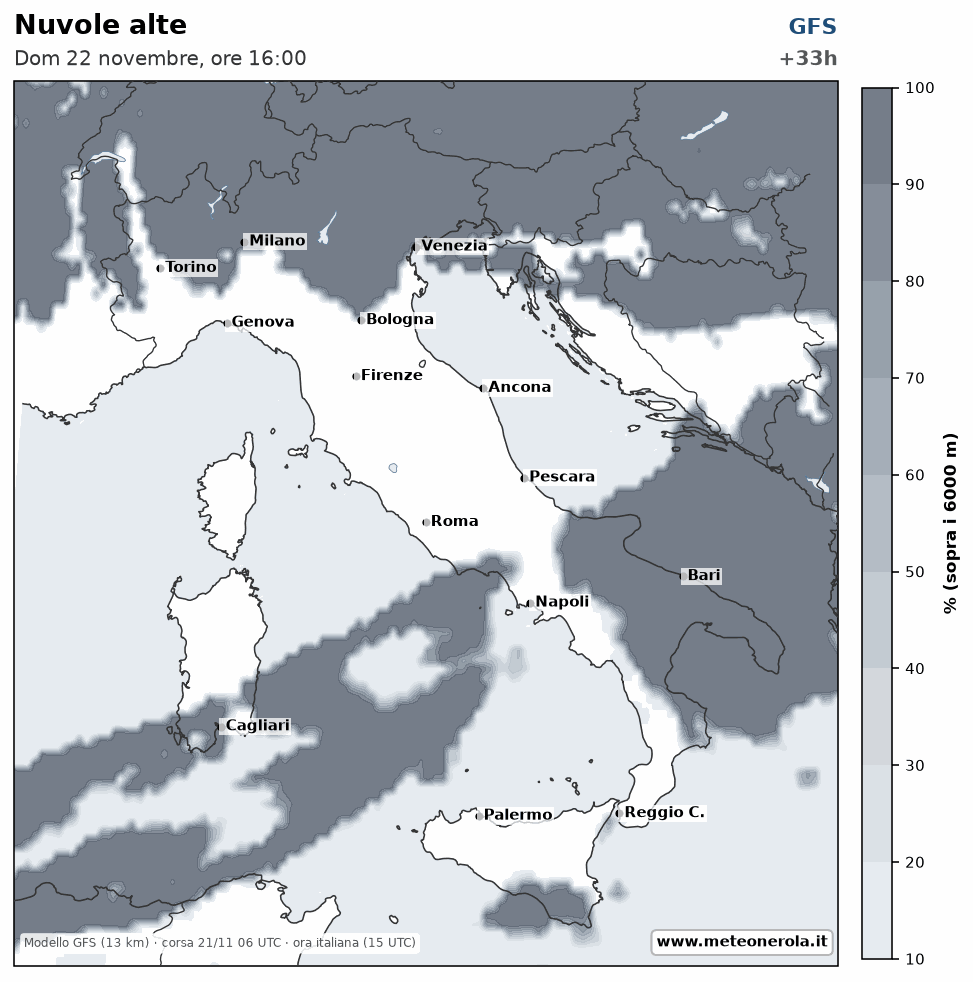 Nuvole alte
GFS
Dom 22 novembre, ore 16:00
+33h
Milano
Venezia
Torino
Genova
Bologna
Firenze
Ancona
Pescara
Roma
Bari
Napoli
Cagliari
Palermo
Reggio C.
Modello GFS (13 km) · corsa 21/11 06 UTC · ora italiana (15 UTC)
www.meteonerola.it
100
90
80
70
60
50
40
30
20
10
% (sopra i 6000 m)